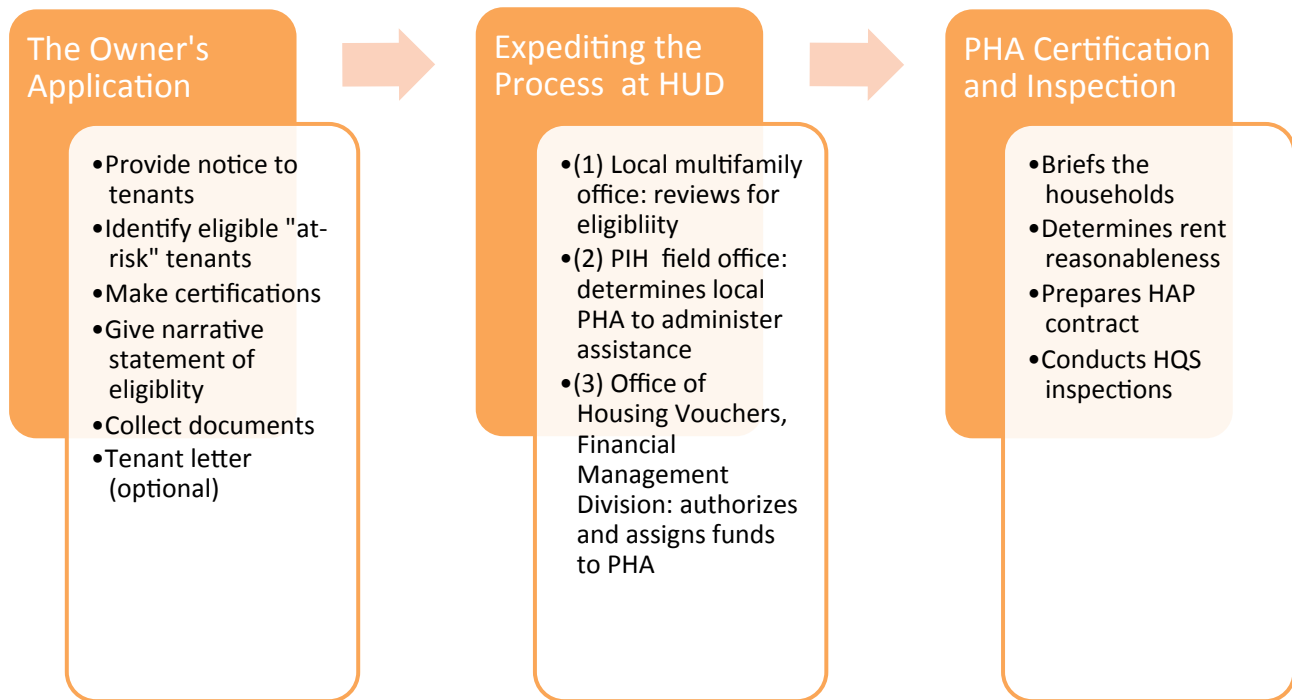 The Owner's
Application
•Provide notice to
tenants
•Identify eligible "at-
risk" tenants
•Make certifications
•Give narrative
statement of
eligiblity
•Collect documents
•Tenant letter
(optional)
Expediting the
Process at HUD
•(1) Local multifamily
office: reviews for
eligibliity
•(2) PIH field office:
determines local
PHA to administer
assistance
•(3) Office of
Housing Vouchers,
Financial
Management
Division: authorizes
and assigns funds
to PHA
PHA Certification
and Inspection
•Briefs the
households
•Determines rent
reasonableness
•Prepares HAP
contract
•Conducts HQS
inspections